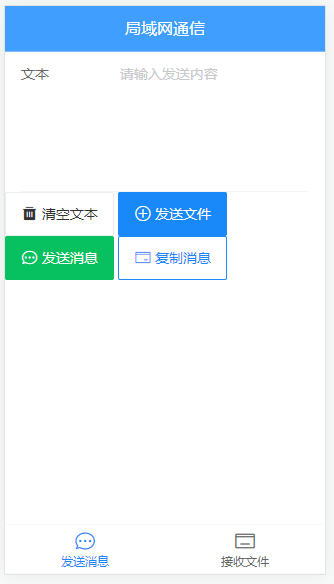 局域网通信
文本 请输入发送内容
清空文本 发送文件
发送消息 复制消息
发送消息 接收文件